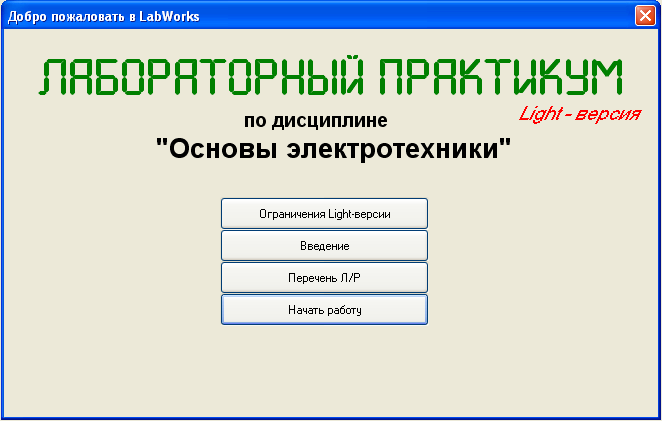 Добро пожаловать в LabWorks
ЛАБОРАТОРНЫЙ ПРАКТИКУМ
Light - версия
по дисциплине
"Основы электротехники"
Ограничения Light-версии
Введение
Перечень Л/Р
Начать работу